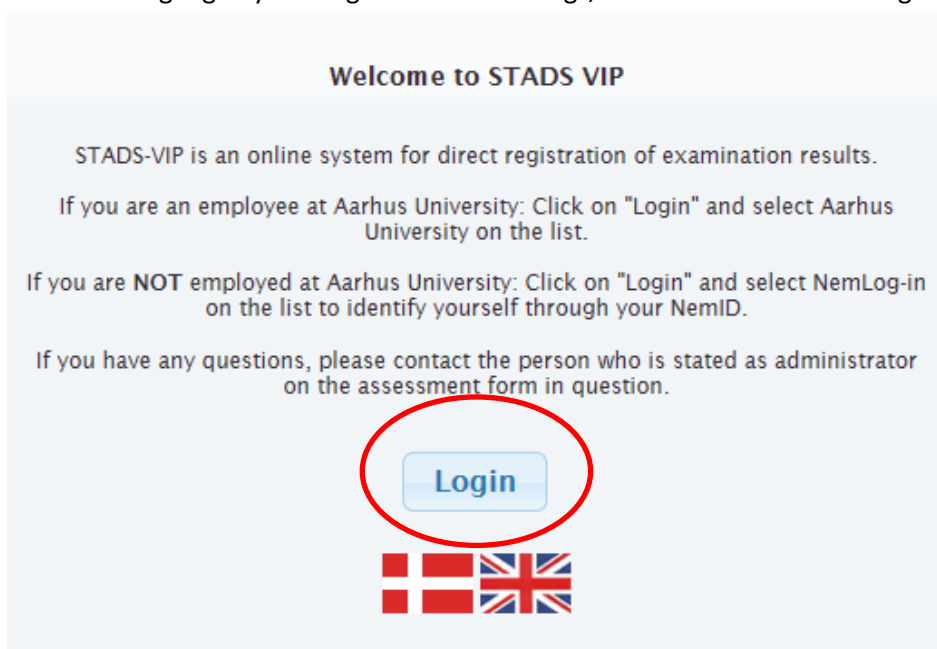 Welcome to STADS VIP
STADS-VIP is an online system for direct registration of examination results.
If you are an employee at Aarhus University: Click on "Login" and select Aarhus
University on the list.
If you are NOT employed at Aarhus University: Click on "Login" and select NemLog-in
on the list to identify yourself through your NemID.
If you have any questions, please contact the person who is stated as administrator
on the assessment form in question.
Login